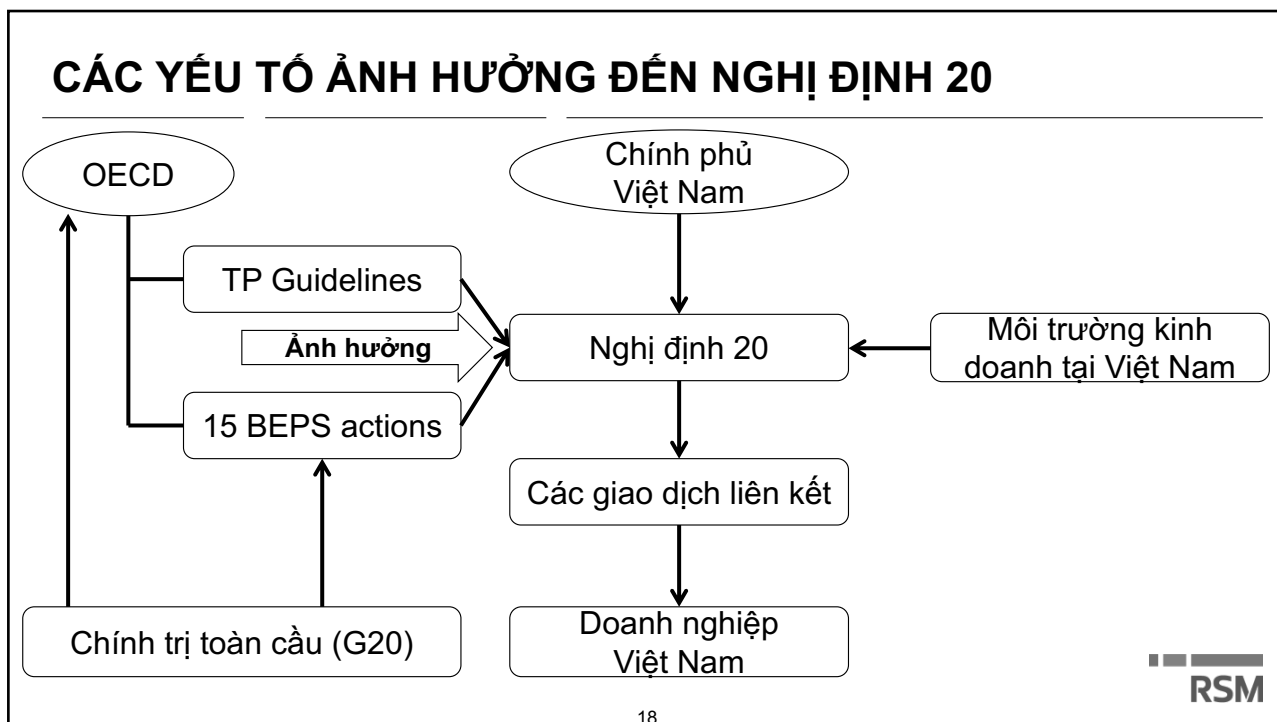 CÁC YẾU TỐ ẢNH HƯỞNG ĐẾN NGHỊ ĐỊNH 20
OECD
Chính phủ
Việt Nam
TP Guidelines
Ảnh hưởng
Nghị định 20
Môi trường kinh
doanh tại Việt Nam
15 BEPS actions
Các giao dịch liên kết
Chính trị toàn cầu (G20)
Doanh nghiệp
Việt Nam
RSM
18